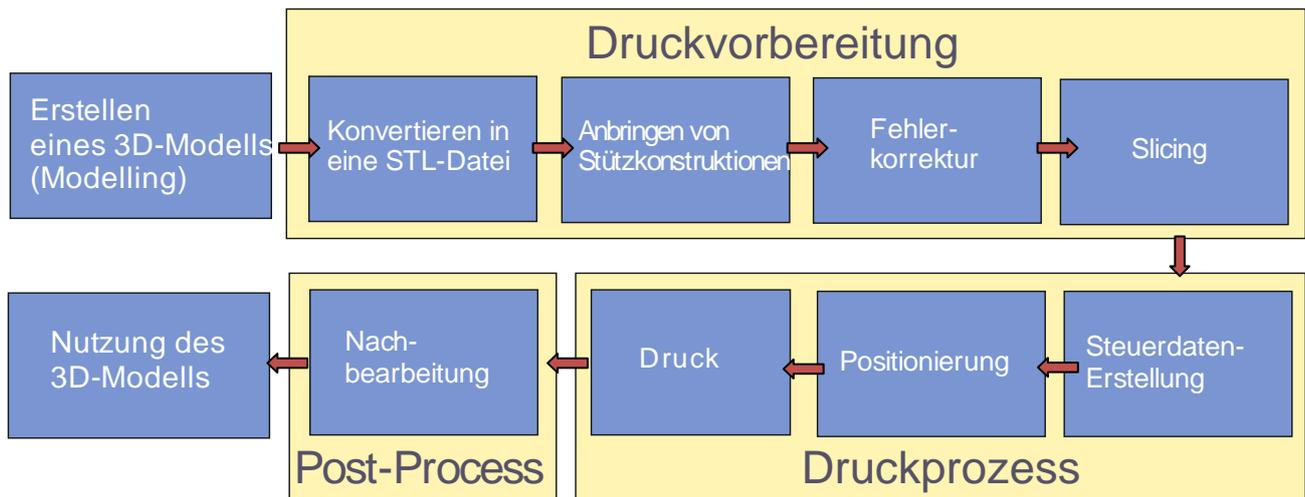 Druckvorbereitung
Erstellen
eines 3D-Modells
(Modelling)
Konvertieren in
eine STL-Datei
Anbringen von
Stützkonstruktionen
Fehler-
korrektur
Slicing
Steuerdaten-
Erstellung
Positionierung
Druck
Druckprozess
Nach-
bearbeitung
Post-Process
Nutzung des
3D-Modells